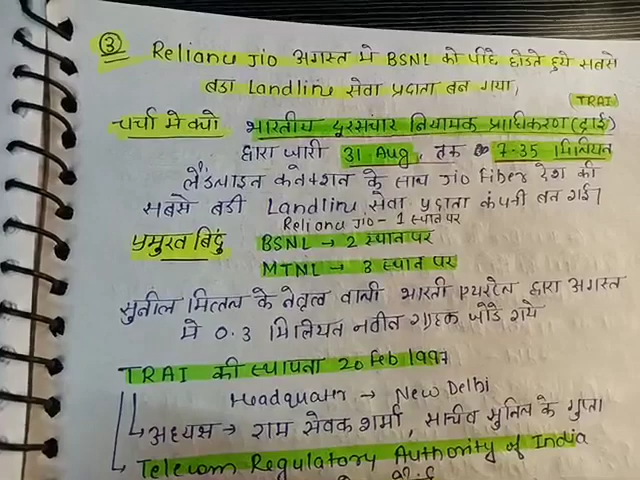 ③ Reliance Jio अगस्त मे BSNL को पीछे छोडते हुये सबसे
बडा Landline सेवा प्रदाता बन गया,
(TRAI)
चर्चा मे क्यो भारतीय दूरसंचार नियामक प्राधिकरण (ट्राई)
द्वारा जारी 31 Aug, तक 7.35 मिलियन
लैंडलाइन कनेक्शन के साथ Jio Fiber देश की
सबसे बडी Landline सेवा प्रदाता कंपनी बन गई।
Reliance Jio - 1 स्थान पर
प्रमुख बिंदु BSNL → 2 स्थान पर
MTNL → 3 स्थान पर
सुनील मित्तल के नेतृत्व वाली भारती एयरटेल द्वारा अगस्त
मे 0.3 मिलियन नवीन ग्राहक जोडे गये
TRAI की स्थापना 20 Feb 1997
Headquater → New Delhi
अध्यक्ष → राम सेवक शर्मा, सचिव सुनिल के गुप्ता
Telecom Regulatory Authority of India